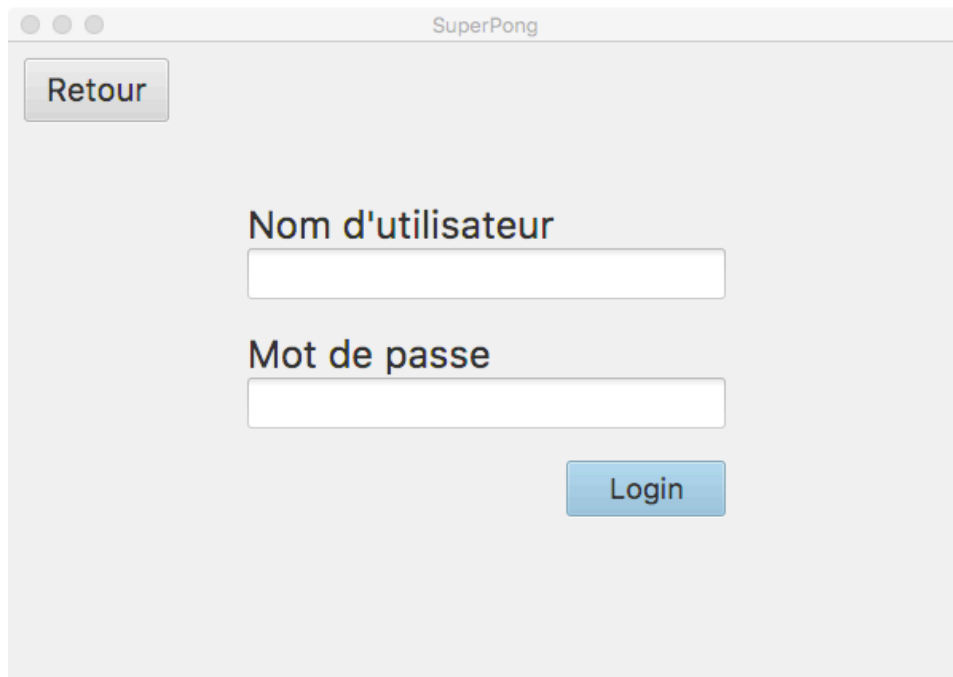 SuperPong
Retour
Nom d'utilisateur
Mot de passe
Login